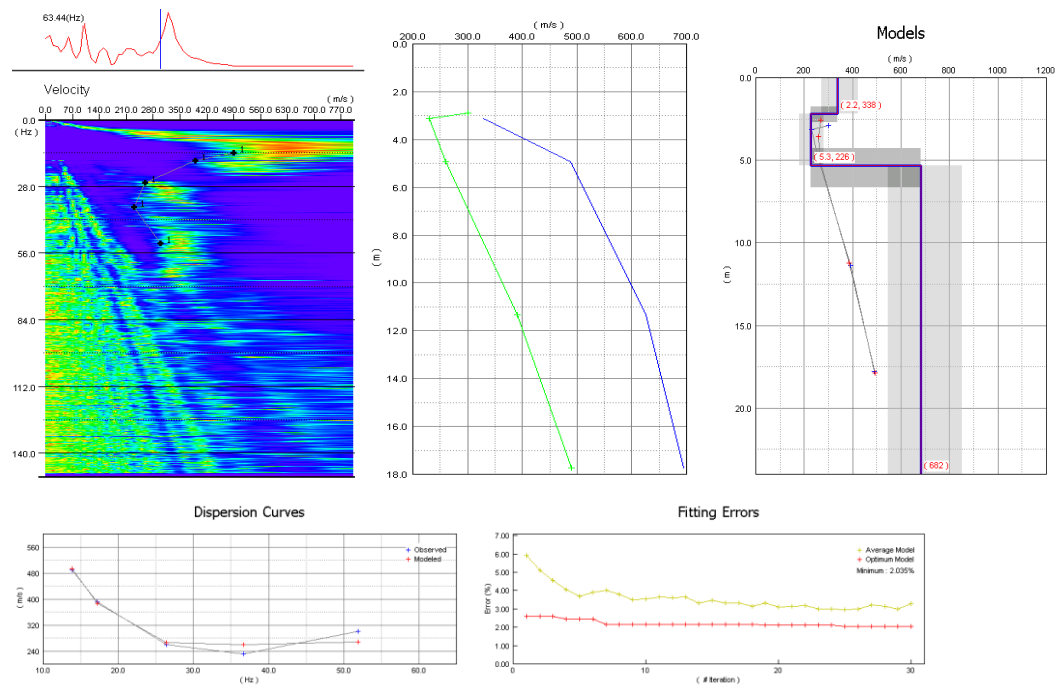 63.44(Hz)
Velocity
( m/s )
0.0 70.0 140.0 210.0 280.0 350.0 420.0 490.0 560.0 630.0 700.0 770.0
0.0
( Hz )
28.0
56.0
84.0
112.0
140.0
1
1
1
1
1
( m/s )
200.0 300.0 400.0 500.0 600.0 700.0
0.0
2.0
4.0
6.0
8.0
10.0
12.0
14.0
16.0
18.0
( m )
Models
( m/s )
0 200 400 600 800 1000 1200
0.0
5.0
10.0
15.0
20.0
( m )
( 2.2, 338)
( 5.3, 226)
( 682)
Dispersion Curves
560
480
400
320
240
(m/s)
10.0 20.0 30.0 40.0 50.0 60.0
( Hz )
Observed
Modeled
Fitting Errors
7.00
6.00
5.00
4.00
3.00
2.00
1.00
0.00
Error (%)
0 10 20 30
( # Iteration )
Average Model
Optimum Model
Minimum : 2.035%